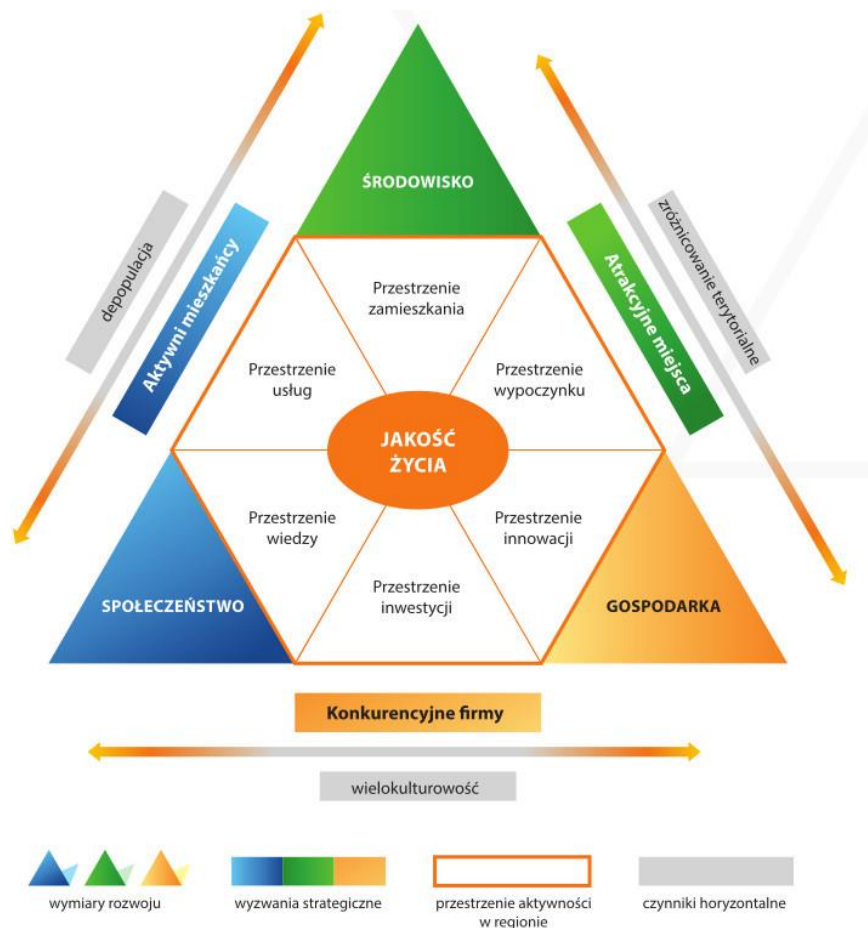 ŚRODOWISKO
depopulacja
Aktywni mieszkańcy
zróżnicowanie terytorialne
Atrakcyjne miejsca
Przestrzenie
zamieszkania
Przestrzenie
usług
Przestrzenie
wypoczynku
JAKOŚĆ
ŻYCIA
Przestrzenie
wiedzy
Przestrzenie
innowacji
Przestrzenie
inwestycji
SPOŁECZEŃSTWO
GOSPODARKA
Konkurencyjne firmy
wielokulturowość
wymiary rozwoju
wyzwania strategiczne
przestrzenie aktywności
w regionie
czynniki horyzontalne